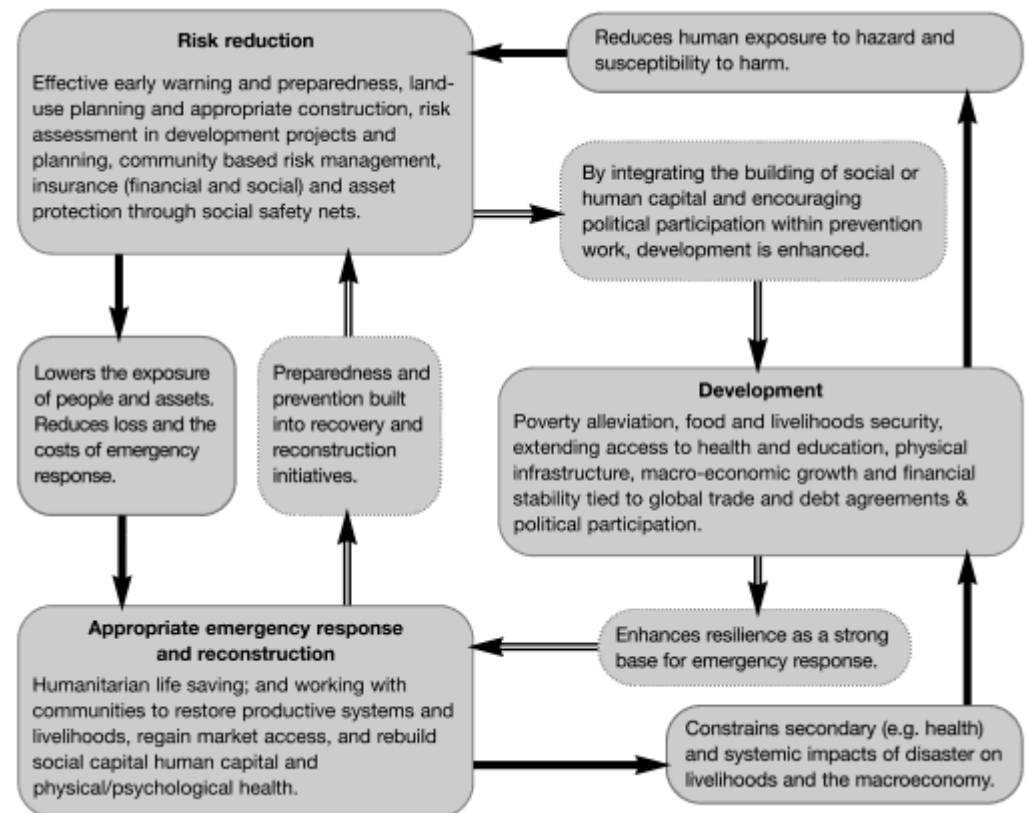 Risk reduction
Effective early warning and preparedness, land-
use planning and appropriate construction, risk
assessment in development projects and
planning, community based risk management,
insurance (financial and social) and asset
protection through social safety nets.
Reduces human exposure to hazard and
susceptibility to harm.
By integrating the building of social or
human capital and encouraging
political participation within prevention
work, development is enhanced.
Lowers the exposure
of people and assets.
Reduces loss and the
costs of emergency
response.
Preparedness and
prevention built
into recovery and
reconstruction
initiatives.
Development
Poverty alleviation, food and livelihoods security,
extending access to health and education, physical
infrastructure, macro-economic growth and financial
stability tied to global trade and debt agreements &
political participation.
Appropriate emergency response
and reconstruction
Humanitarian life saving; and working with
communities to restore productive systems and
livelihoods, regain market access, and rebuild
social capital human capital and
physical/psychological health.
Enhances resilience as a strong
base for emergency response.
Constrains secondary (e.g. health)
and systemic impacts of disaster on
livelihoods and the macroeconomy.